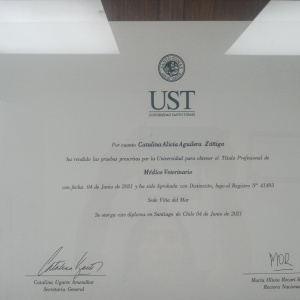 UST
UNIVERSIDAD SANTO TOMAS
Por cuanto Catalina Alicia Aguilera Zúñiga
ha rendido las pruebas prescritas por la Universidad para obtener el Título Profesional de
Médico Veterinario
con fecha 04 de Junio de 2021 y ha sido Aprobada con Distinción, bajo el Registro N°
Sede Viña del Mar
Se otorga este diploma en Santiago de Chile 04 de Junio de 2021
Catalina Ugarte
Secretaria General
María Olivia
Rectora Nacional